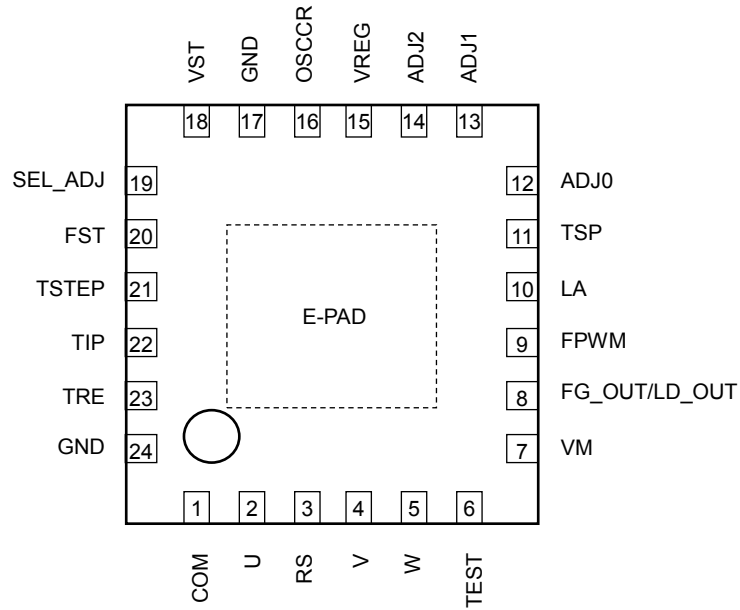 VST GND OSCCR VREG ADJ2 ADJ1
18 17 16 15 14 13
SEL_ADJ 19 12 ADJ0
FST 20 11 TSP
TSTEP 21 10 LA
E-PAD
TIP 22 9 FPWM
TRE 23 8 FG_OUT/LD_OUT
GND 24 7 VM
1 2 3 4 5 6
COM U RS V W TEST